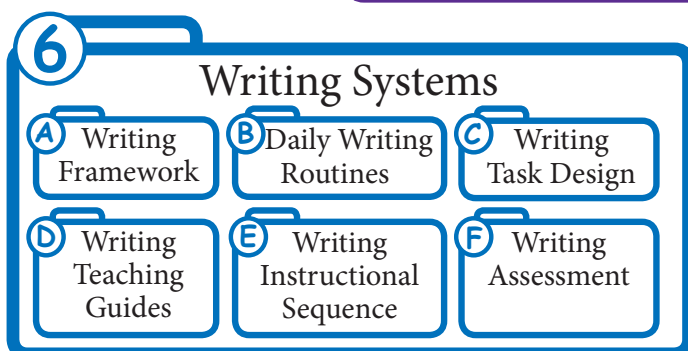 6
Writing Systems
A Writing
Framework
B Daily Writing
Routines
C Writing
Task Design
D Writing
Teaching
Guides
E Writing
Instructional
Sequence
F Writing
Assessment